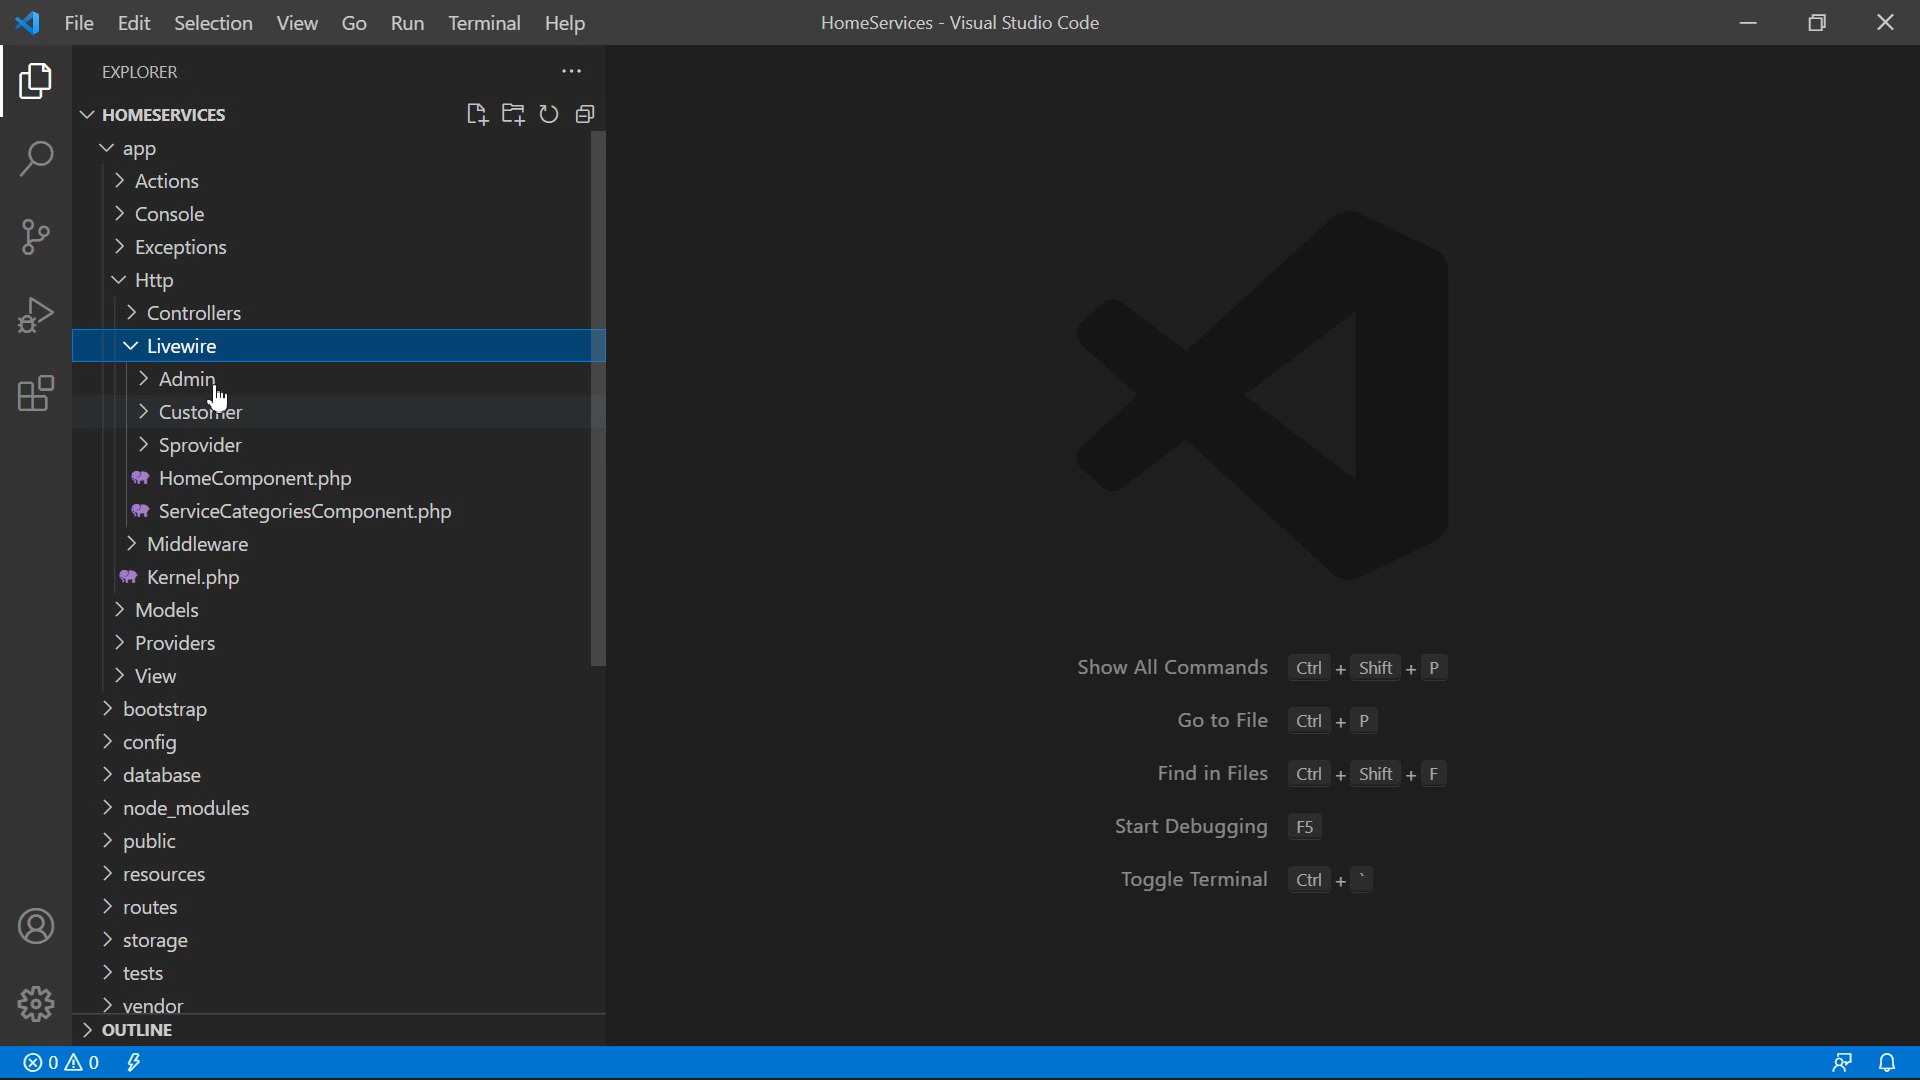 File Edit Selection View Go Run Terminal Help
HomeServices - Visual Studio Code
EXPLORER
HOMESERVICES
app
Actions
Console
Exceptions
Http
Controllers
Livewire
Admin
Customer
Sprovider
HomeComponent.php
ServiceCategoriesComponent.php
Middleware
Kernel.php
Models
Providers
View
bootstrap
config
database
node_modules
public
resources
routes
storage
tests
vendor
OUTLINE
Show All Commands Ctrl + Shift + P
Go to File Ctrl + P
Find in Files Ctrl + Shift + F
Start Debugging F5
Toggle Terminal Ctrl + `
0 0